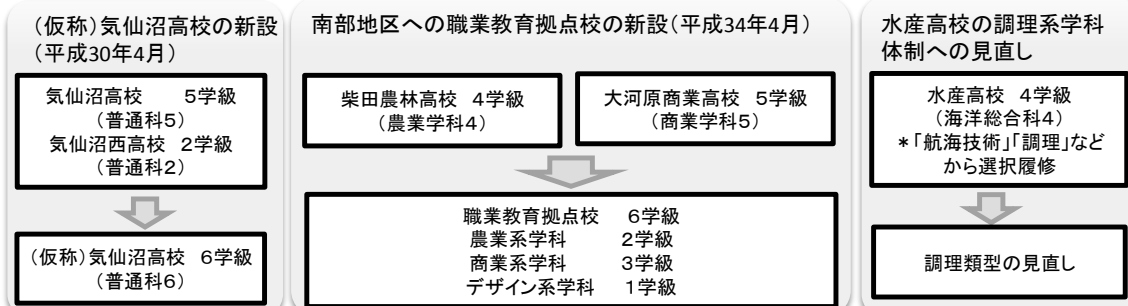 (仮称)気仙沼高校の新設
(平成30年4月)
気仙沼高校　　5学級
(普通科5)
気仙沼西高校　2学級
(普通科2)
(仮称)気仙沼高校　6学級
(普通科6)
南部地区への職業教育拠点校の新設(平成34年4月)
柴田農林高校　4学級
(農業学科4)
大河原商業高校　5学級
(商業学科5)
職業教育拠点校　　6学級
農業系学科　　　2学級
商業系学科　　　3学級
デザイン系学科　　1学級
水産高校の調理系学科
体制への見直し
水産高校　4学級
(海洋総合科4)
*「航海技術」「調理」など
から選択履修
調理類型の見直し